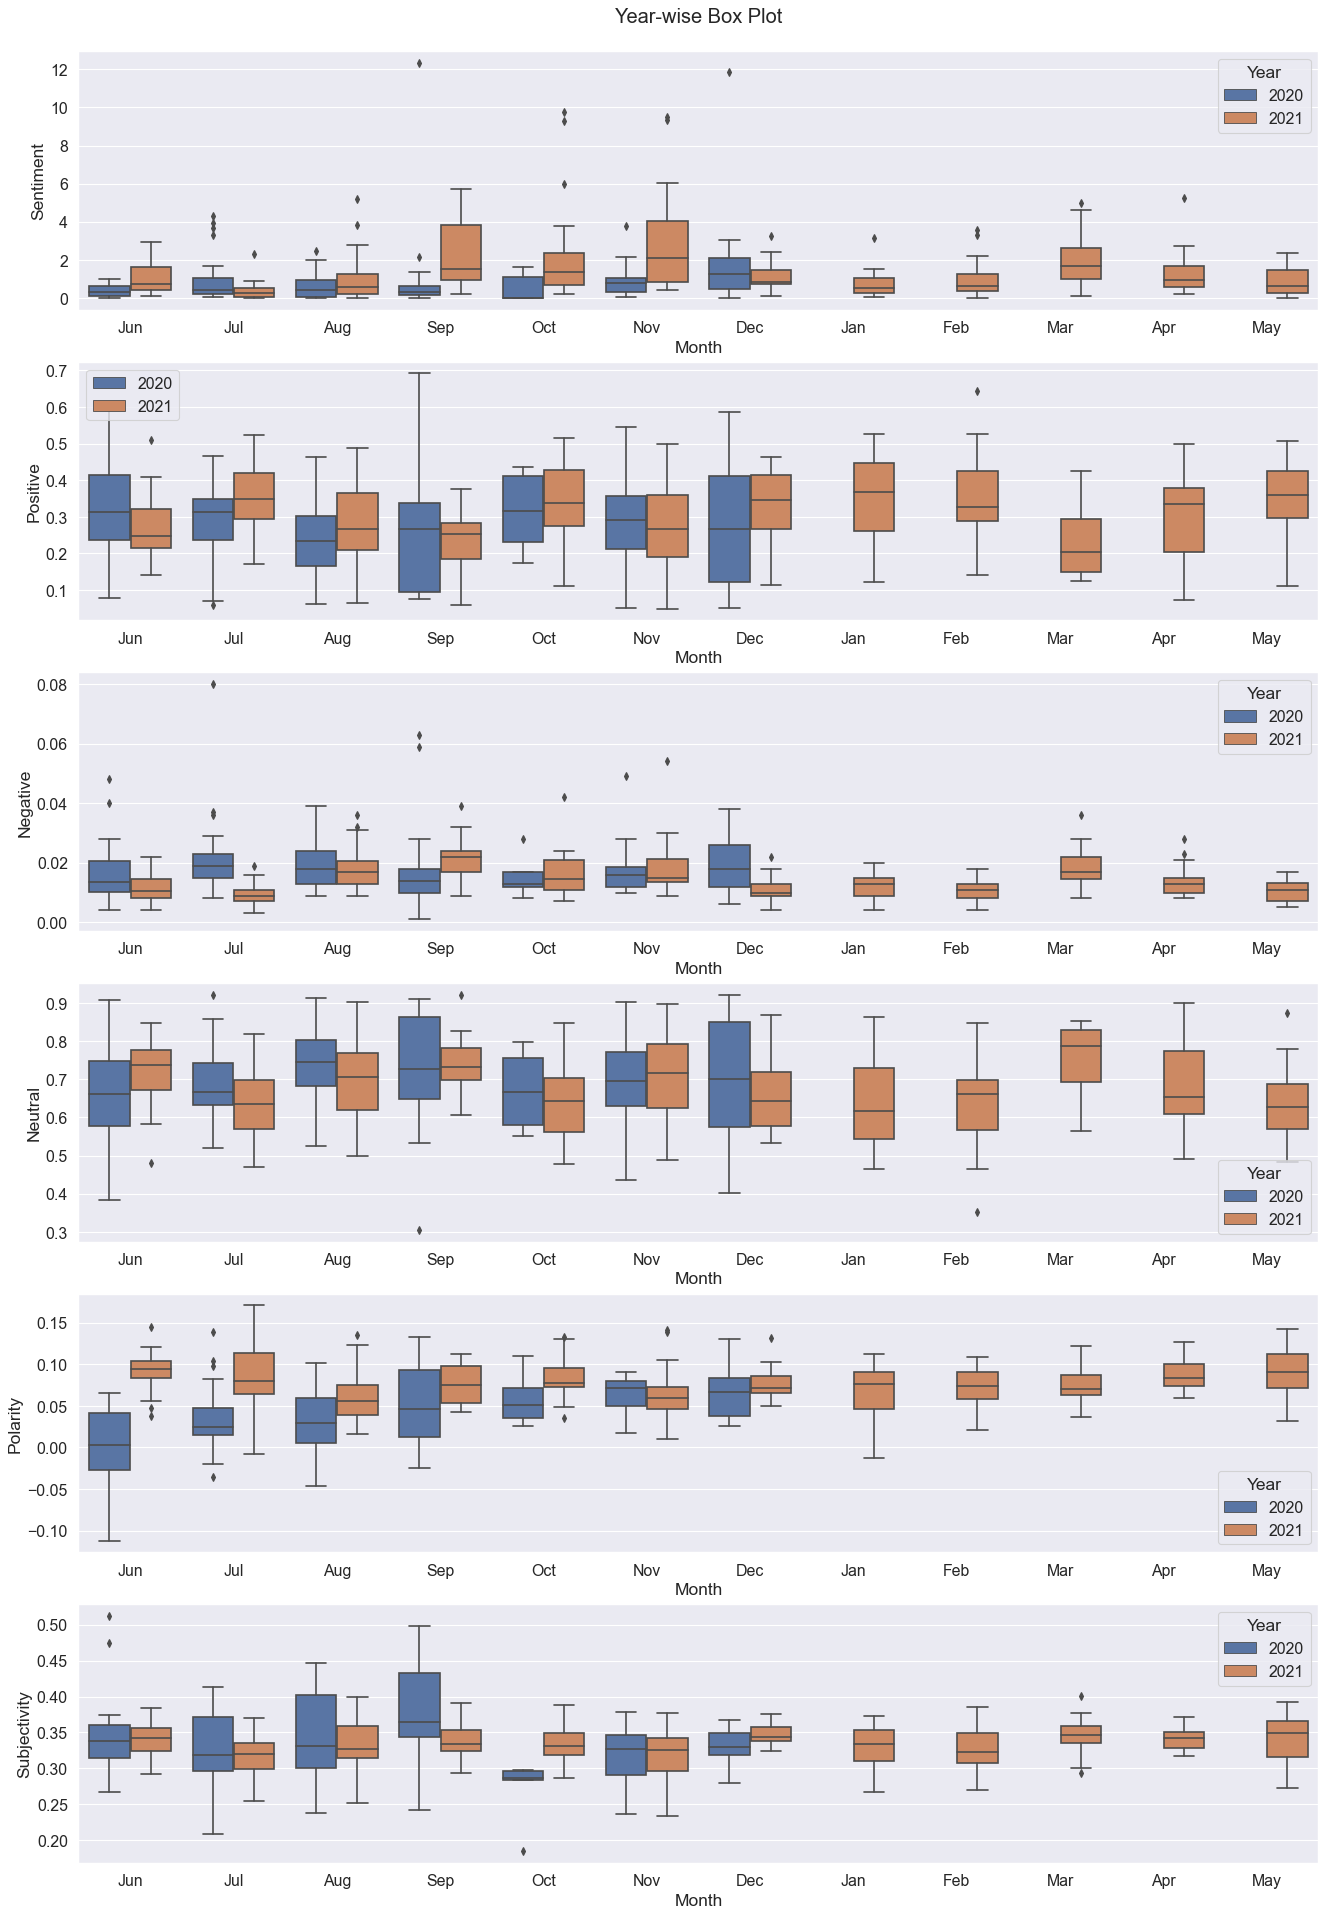 Year-wise Box Plot
12
10
8
6
4
2
0
Sentiment
Year
2020
2021
Jun Jul Aug Sep Oct Nov Dec Jan Feb Mar Apr May
Month
0.7
0.6
0.5
0.4
0.3
0.2
0.1
Positive
2020
2021
Jun Jul Aug Sep Oct Nov Dec Jan Feb Mar Apr May
Month
0.08
0.06
0.04
0.02
0.00
Negative
Year
2020
2021
Jun Jul Aug Sep Oct Nov Dec Jan Feb Mar Apr May
Month
0.9
0.8
0.7
0.6
0.5
0.4
0.3
Neutral
Year
2020
2021
Jun Jul Aug Sep Oct Nov Dec Jan Feb Mar Apr May
Month
0.15
0.10
0.05
0.00
−0.05
−0.10
Polarity
Year
2020
2021
Jun Jul Aug Sep Oct Nov Dec Jan Feb Mar Apr May
Month
0.50
0.45
0.40
0.35
0.30
0.25
0.20
Subjectivity
Year
2020
2021
Jun Jul Aug Sep Oct Nov Dec Jan Feb Mar Apr May
Month